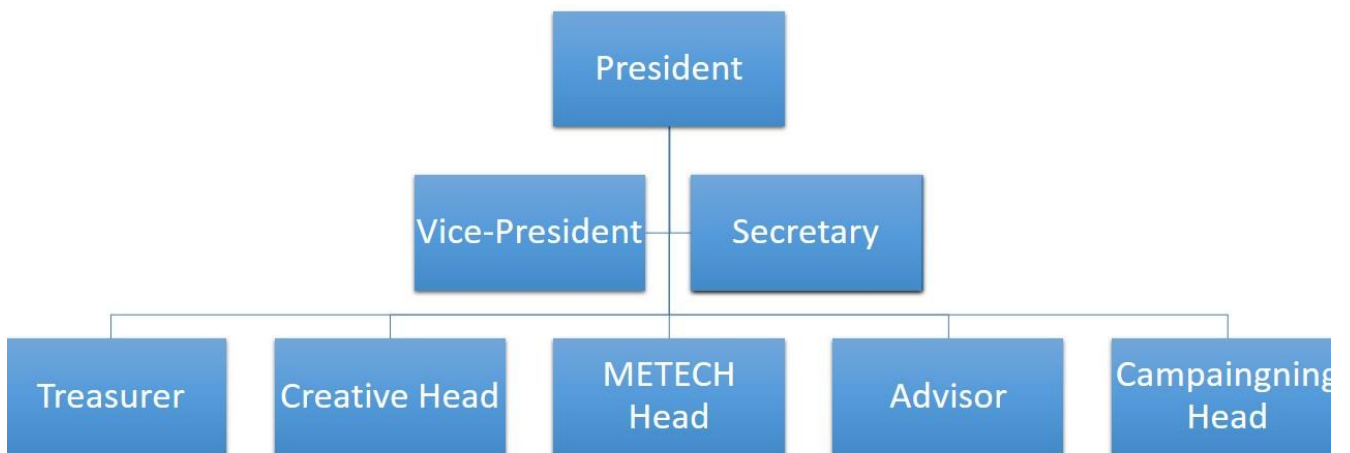 President
Vice-President
Secretary
Treasurer
Creative Head
METECH
Head
Advisor
Campaingning
Head